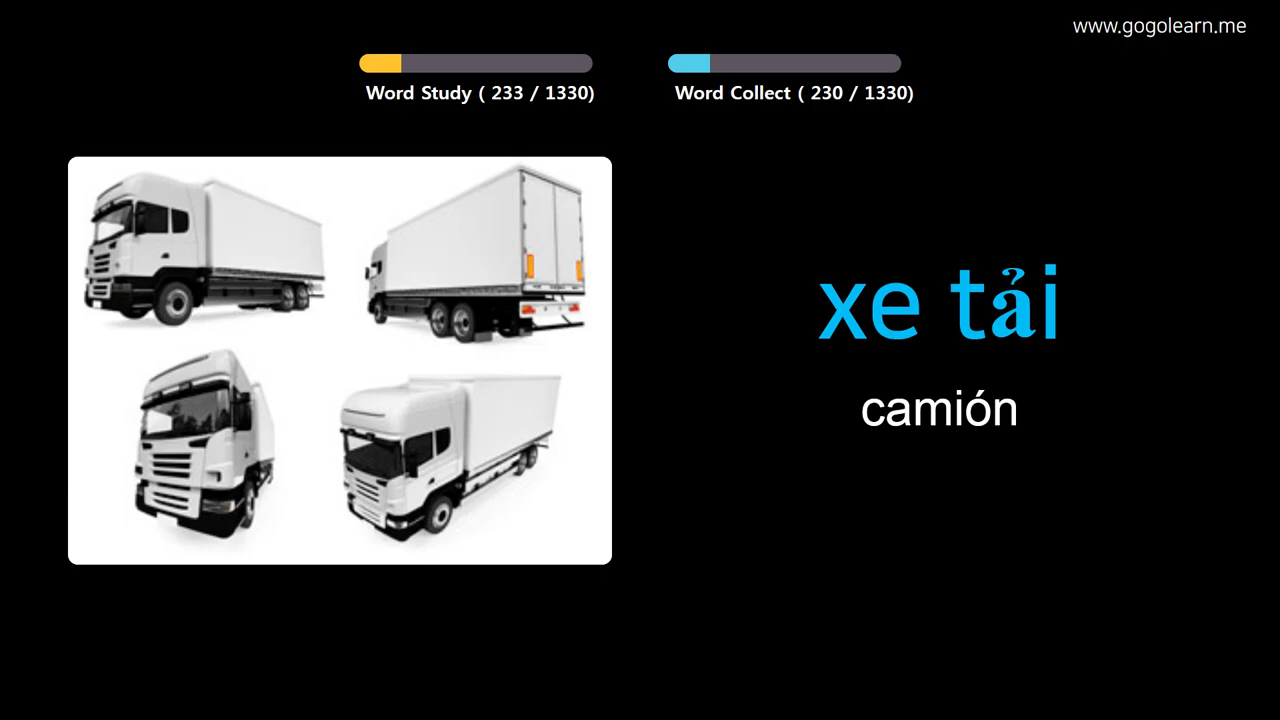 www.gogolearn.me
Word Study ( 233 / 1330)
Word Collect ( 230 / 1330)
xe tải
camión